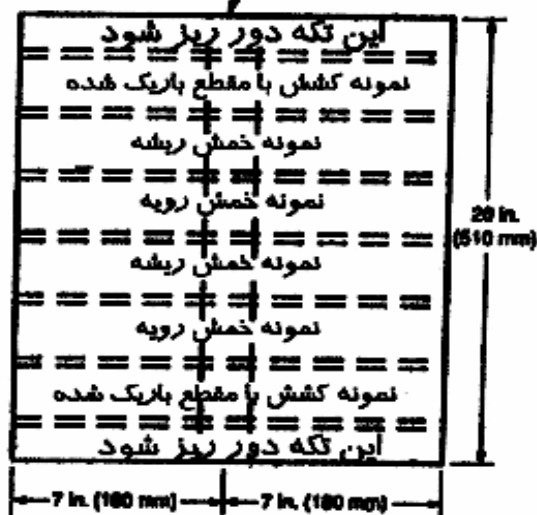 این تکه دور ریز شود
نمونه کشش با مقطع باریک شده
نمونه خمش ریشه
نمونه خمش رویه
نمونه خمش ریشه
نمونه خمش رویه
نمونه کشش با مقطع باریک شده
این تکه دور ریز شود
20 in.
(510 mm)
7 in. (180 mm)
7 in. (180 mm)